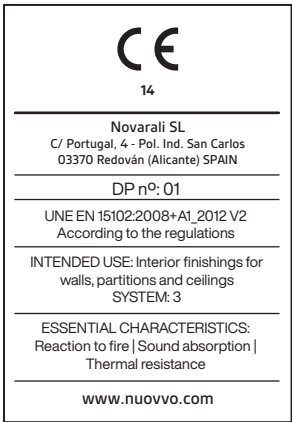 CE
14
Novarali SL
C/ Portugal, 4 - Pol. Ind. San Carlos
03370 Redován (Alicante) SPAIN
DP nº: 01
UNE EN 15102:2008+A1_2012 V2
According to the regulations
INTENDED USE: Interior finishings for
walls, partitions and ceilings
SYSTEM: 3
ESSENTIAL CHARACTERISTICS:
Reaction to fire | Sound absorption |
Thermal resistance
www.nuovvo.com